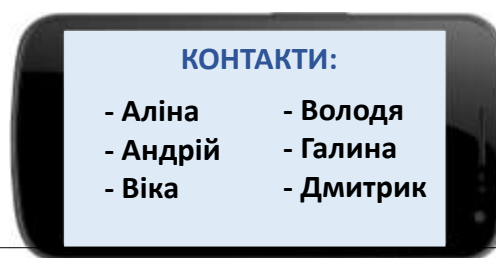 КОНТАКТИ:
- Аліна
- Андрій
- Віка
- Володя
- Галина
- Дмитрик